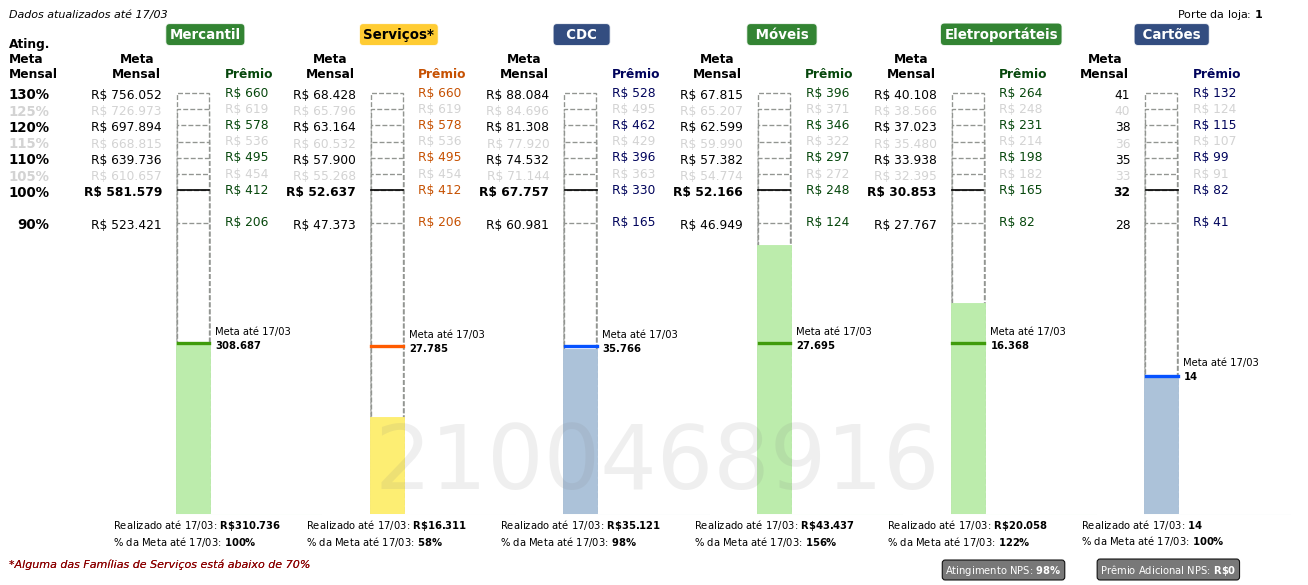 Dados atualizados até 17/03
Porte da loja: 1
Mercantil Serviços* CDC Móveis Eletroportáteis Cartões
Ating.
Meta Meta Meta Meta Meta Meta Meta
Mensal Mensal Prêmio Mensal Prêmio Mensal Prêmio Mensal Prêmio Mensal Prêmio Mensal Prêmio
130% R$ 756.052 R$ 660 R$ 68.428 R$ 660 R$ 88.084 R$ 528 R$ 67.815 R$ 396 R$ 40.108 R$ 264 41 R$ 132
125% R$ 726.973 R$ 619 R$ 65.796 R$ 619 R$ 84.696 R$ 495 R$ 65.207 R$ 371 R$ 38.566 R$ 248 40 R$ 124
120% R$ 697.894 R$ 578 R$ 63.164 R$ 578 R$ 81.308 R$ 462 R$ 62.599 R$ 346 R$ 37.023 R$ 231 38 R$ 115
115% R$ 668.815 R$ 536 R$ 60.532 R$ 536 R$ 77.920 R$ 429 R$ 59.990 R$ 322 R$ 35.480 R$ 214 36 R$ 107
110% R$ 639.736 R$ 495 R$ 57.900 R$ 495 R$ 74.532 R$ 396 R$ 57.382 R$ 297 R$ 33.938 R$ 198 35 R$ 99
105% R$ 610.657 R$ 454 R$ 55.268 R$ 454 R$ 71.144 R$ 363 R$ 54.774 R$ 272 R$ 32.395 R$ 182 33 R$ 91
100% R$ 581.579 R$ 412 R$ 52.637 R$ 412 R$ 67.757 R$ 330 R$ 52.166 R$ 248 R$ 30.853 R$ 165 32 R$ 82
90% R$ 523.421 R$ 206 R$ 47.373 R$ 206 R$ 60.981 R$ 165 R$ 46.949 R$ 124 R$ 27.767 R$ 82 28 R$ 41
Meta até 17/03 Meta até 17/03 Meta até 17/03 Meta até 17/03 Meta até 17/03
308.687 27.785 35.766 27.695 16.368
Meta até 17/03
14
2100468916
Realizado até 17/03: R$310.736 Realizado até 17/03: R$16.311 Realizado até 17/03: R$35.121 Realizado até 17/03: R$43.437 Realizado até 17/03: R$20.058 Realizado até 17/03: 14
% da Meta até 17/03: 100% % da Meta até 17/03: 58% % da Meta até 17/03: 98% % da Meta até 17/03: 156% % da Meta até 17/03: 122% % da Meta até 17/03: 100%
*Alguma das Famílias de Serviços está abaixo de 70%
Atingimento NPS: 98% Prêmio Adicional NPS: R$0